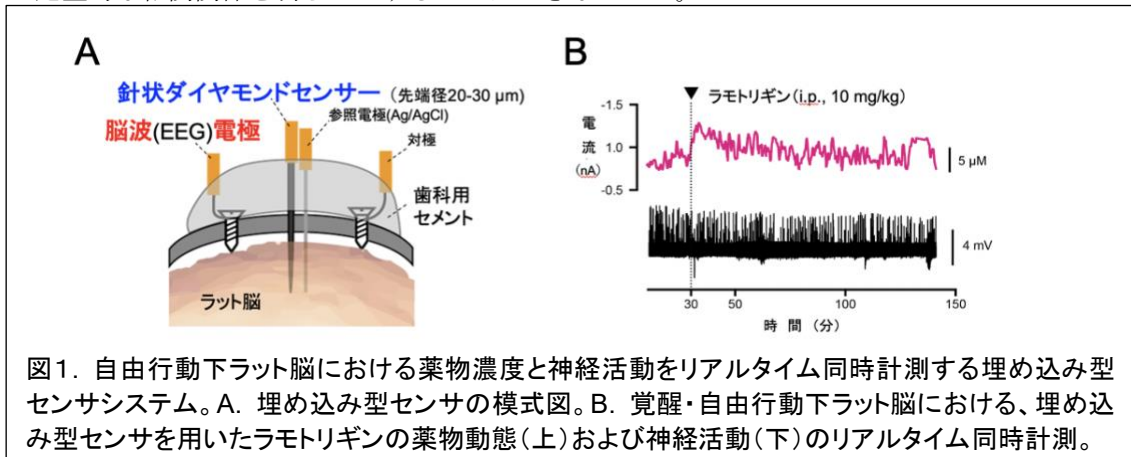 A
針状ダイヤモンドセンサー (先端径20-30 μm)
参照電極(Ag/AgCl)
脳波(EEG)電極
対極
歯科用
セメント
ラット脳
B
ラモトリギン(i.p., 10 mg/kg)
-1.5
電
流
(nA)
1.0
-0.5
5 μM
4 mV
30
50
100
150
時 間 (分)
図1. 自由行動下ラット脳における薬物濃度と神経活動をリアルタイム同時計測する埋め込み型
センサシステム。A. 埋め込み型センサの模式図。B. 覚醒・自由行動下ラット脳における、埋め込
み型センサを用いたラモトリギンの薬物動態(上)および神経活動(下)のリアルタイム同時計測。